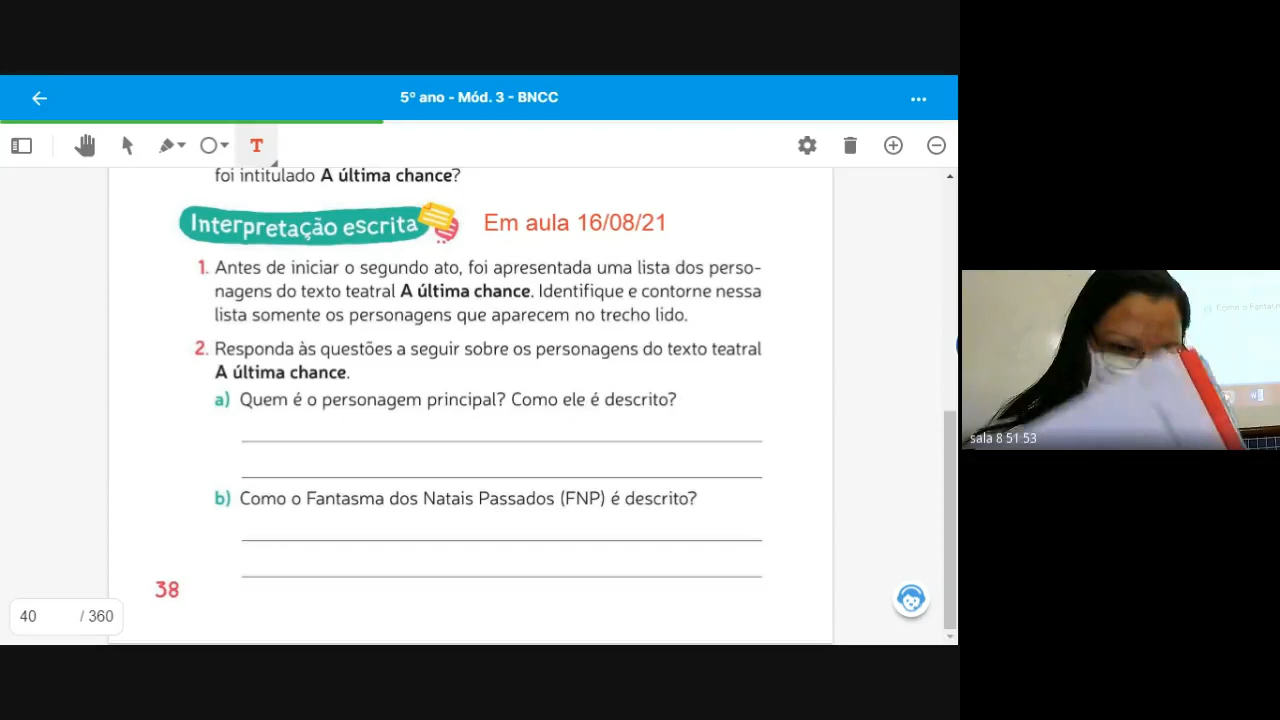 5º ano - Mód. 3 - BNCC
T
foi intitulado A última chance?
Interpretação escrita
Em aula 16/08/21
1. Antes de iniciar o segundo ato, foi apresentada uma lista dos perso-
nagens do texto teatral A última chance. Identifique e contorne nessa
lista somente os personagens que aparecem no trecho lido.
2. Responda às questões a seguir sobre os personagens do texto teatral
A última chance.
a) Quem é o personagem principal? Como ele é descrito?
b) Como o Fantasma dos Natais Passados (FNP) é descrito?
38
40 / 360
Como o Fantasm
sala 8 51 53